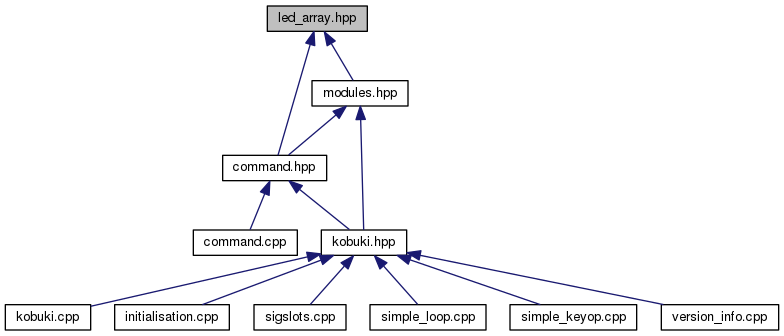 led_array.hpp
modules.hpp
command.hpp
command.cpp
kobuki.hpp
kobuki.cpp
initialisation.cpp
sigslots.cpp
simple_loop.cpp
simple_keyop.cpp
version_info.cpp